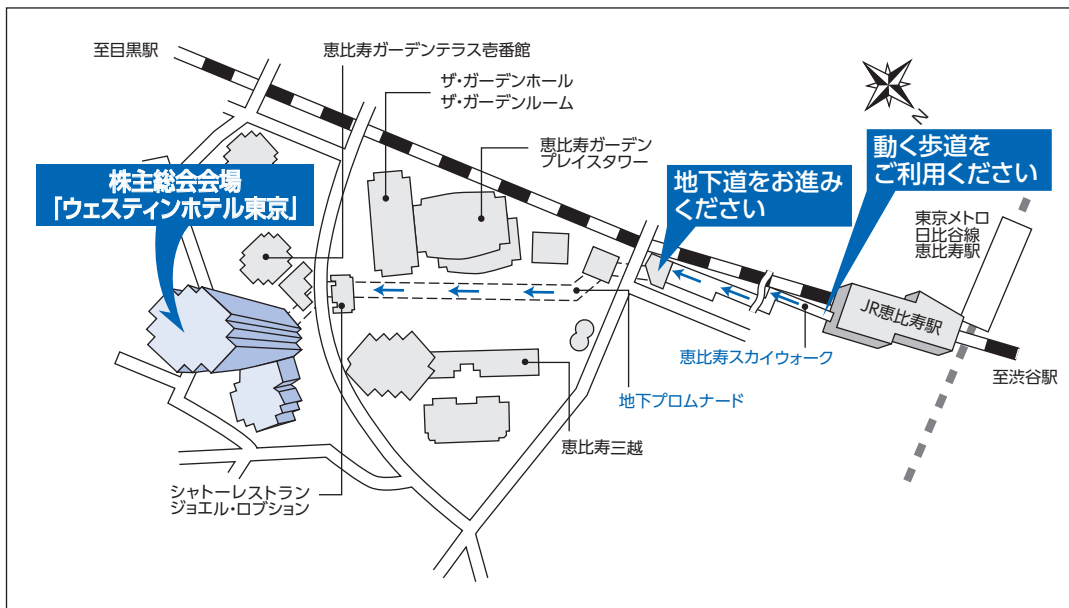 至目黒駅
恵比寿ガーデンテラス壱番館
ザ・ガーデンホール
ザ・ガーデンルーム
恵比寿ガーデン
プレイスタワー
N
動く歩道を
ご利用ください
地下道をお進み
ください
株主総会会場
「ウェスティンホテル東京」
東京メトロ
日比谷線
恵比寿駅
JR恵比寿駅
恵比寿スカイウォーク
至渋谷駅
地下プロムナード
恵比寿三越
シャトーレストラン
ジョエル・ロブション